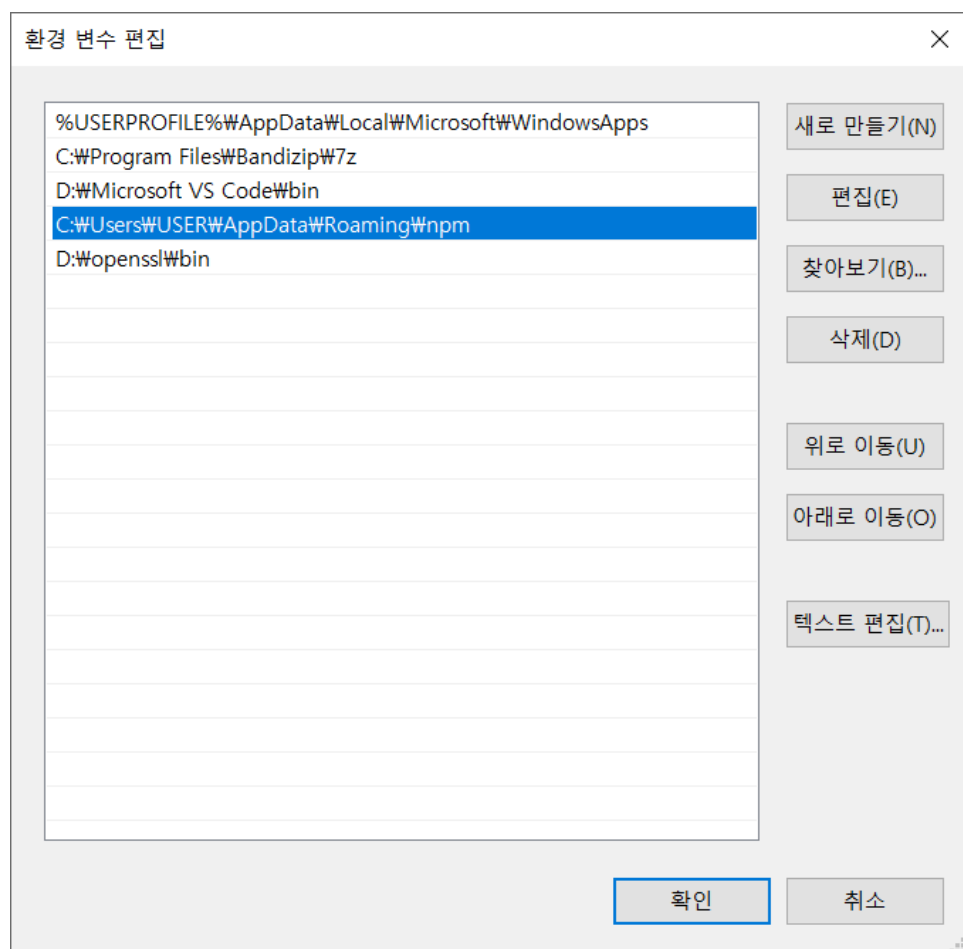 환경 변수 편집
%USERPROFILE%₩AppData₩Local₩Microsoft₩WindowsApps
C:₩Program Files₩Bandizip₩7z
D:₩Microsoft VS Code₩bin
C:₩Users₩USER₩AppData₩Roaming₩npm
D:₩openssl₩bin
새로 만들기(N)
편집(E)
찾아보기(B)...
삭제(D)
위로 이동(U)
아래로 이동(O)
텍스트 편집(T)...
확인
취소